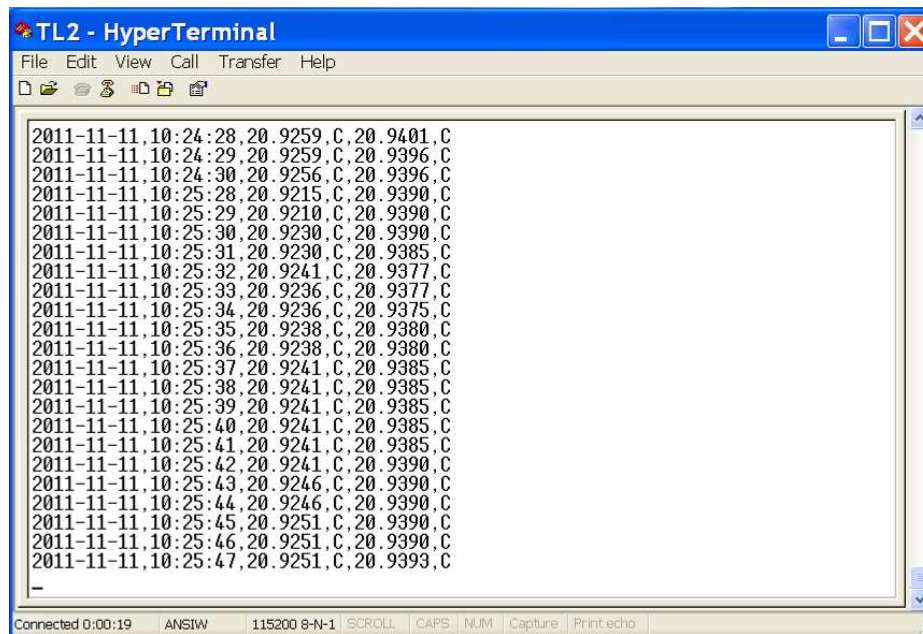 TL2 - HyperTerminal
File Edit View Call Transfer Help
2011-11-11,10:24:28,20.9259,C,20.9401,C
2011-11-11,10:24:29,20.9259,C,20.9396,C
2011-11-11,10:24:30,20.9256,C,20.9396,C
2011-11-11,10:25:28,20.9215,C,20.9390,C
2011-11-11,10:25:29,20.9210,C,20.9390,C
2011-11-11,10:25:30,20.9230,C,20.9390,C
2011-11-11,10:25:31,20.9230,C,20.9385,C
2011-11-11,10:25:32,20.9241,C,20.9377,C
2011-11-11,10:25:33,20.9236,C,20.9377,C
2011-11-11,10:25:34,20.9236,C,20.9375,C
2011-11-11,10:25:35,20.9238,C,20.9380,C
2011-11-11,10:25:36,20.9238,C,20.9380,C
2011-11-11,10:25:37,20.9241,C,20.9385,C
2011-11-11,10:25:38,20.9241,C,20.9385,C
2011-11-11,10:25:39,20.9241,C,20.9385,C
2011-11-11,10:25:40,20.9241,C,20.9385,C
2011-11-11,10:25:41,20.9241,C,20.9385,C
2011-11-11,10:25:42,20.9241,C,20.9390,C
2011-11-11,10:25:43,20.9246,C,20.9390,C
2011-11-11,10:25:44,20.9246,C,20.9390,C
2011-11-11,10:25:45,20.9251,C,20.9390,C
2011-11-11,10:25:46,20.9251,C,20.9390,C
2011-11-11,10:25:47,20.9251,C,20.9393,C
_
Connected 0:00:19 ANSIW 115200 8-N-1 SCROLL CAPS NUM Capture Print echo